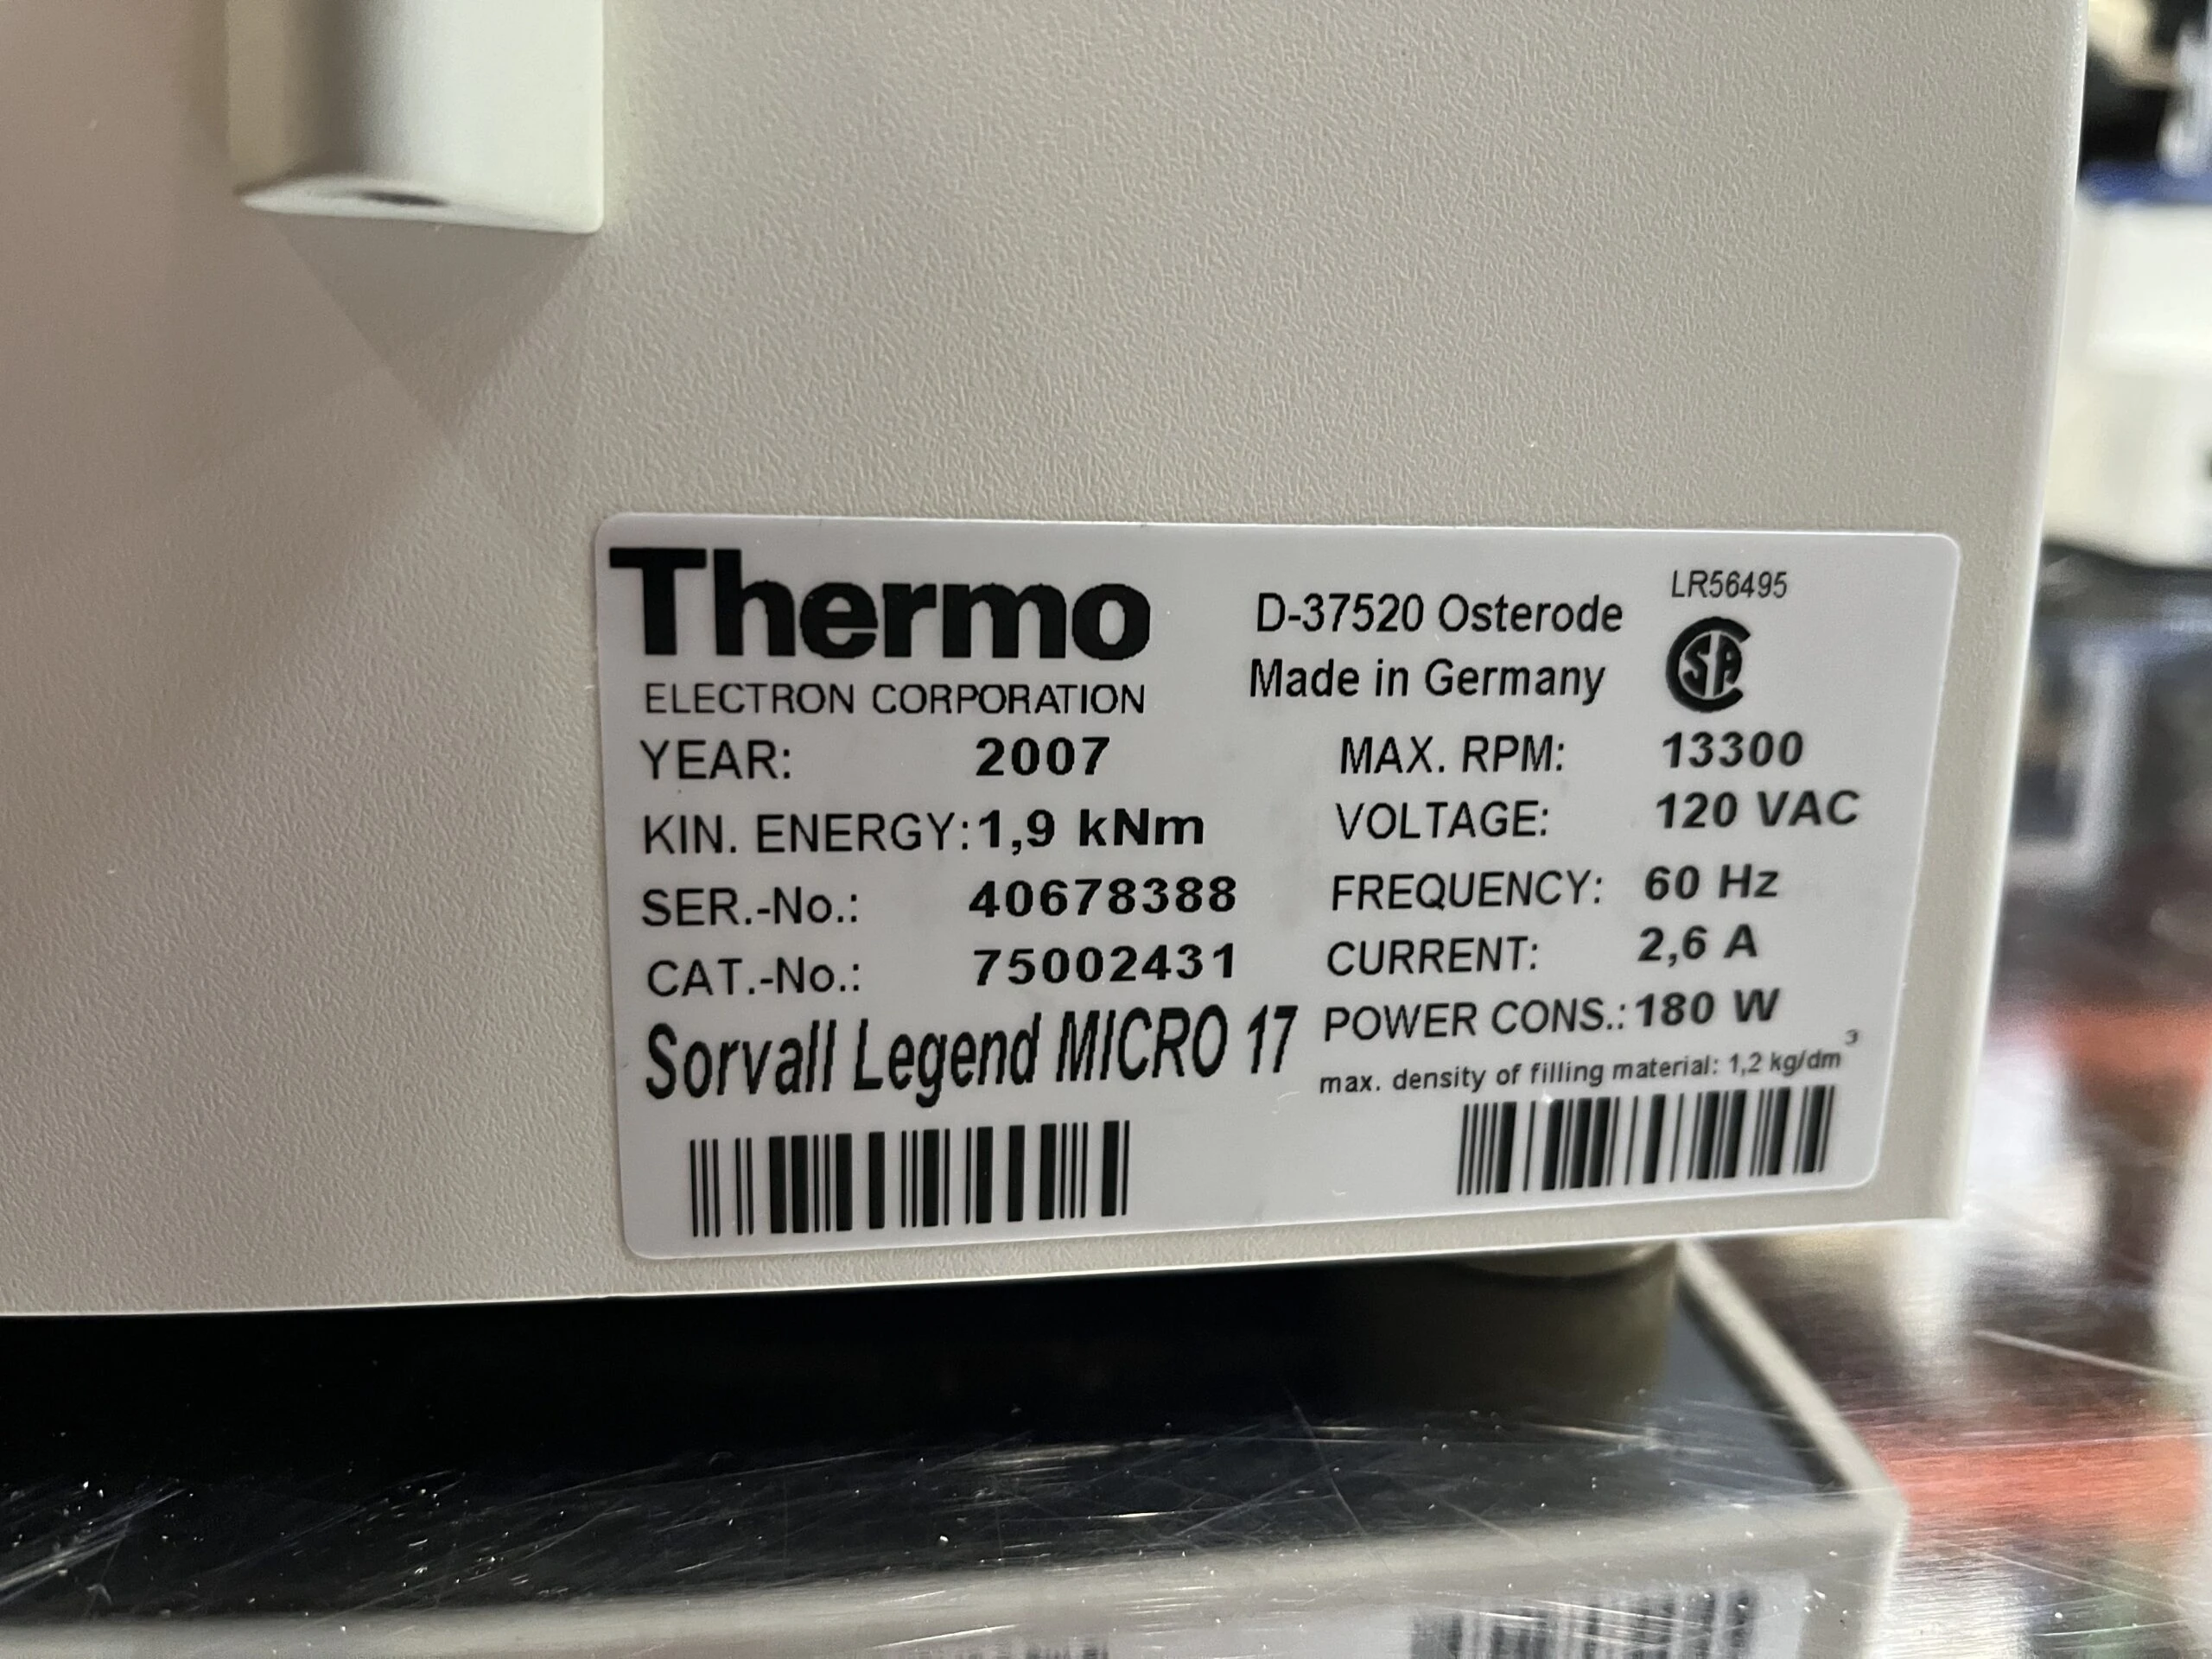 Thermo
ELECTRON CORPORATION
D-37520 Osterode
Made in Germany
LR56495
CSA
YEAR: 2007
KIN. ENERGY: 1,9 kNm
SER.-No.: 40678388
CAT.-No.: 75002431
Sorvall Legend MICRO 17
MAX. RPM: 13300
VOLTAGE: 120 VAC
FREQUENCY: 60 Hz
CURRENT: 2,6 A
POWER CONS.: 180 W
max. density of filling material: 1,2 kg/dm³